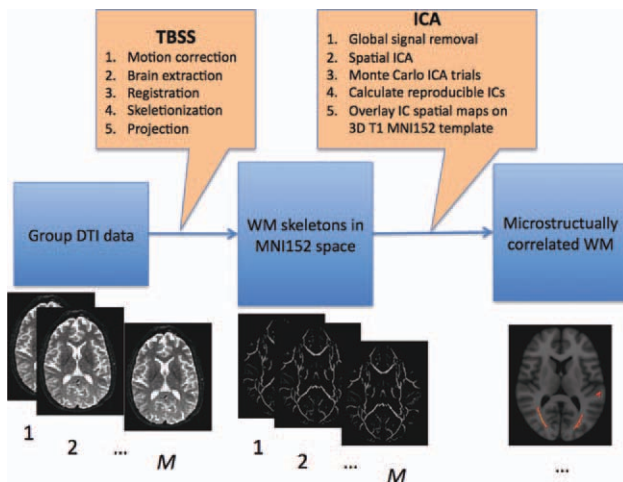 TBSS
1. Motion correction
2. Brain extraction
3. Registration
4. Skeletionization
5. Projection
ICA
1. Global signal removal
2. Spatial ICA
3. Monte Carlo ICA trials
4. Calculate reproducible ICs
5. Overlay IC spatial maps on
3D T1 MNI152 template
Group DTI data
WM skeletons in
MNI152 space
Microstructually
correlated WM
1
2
...
M
1
2
...
M
...